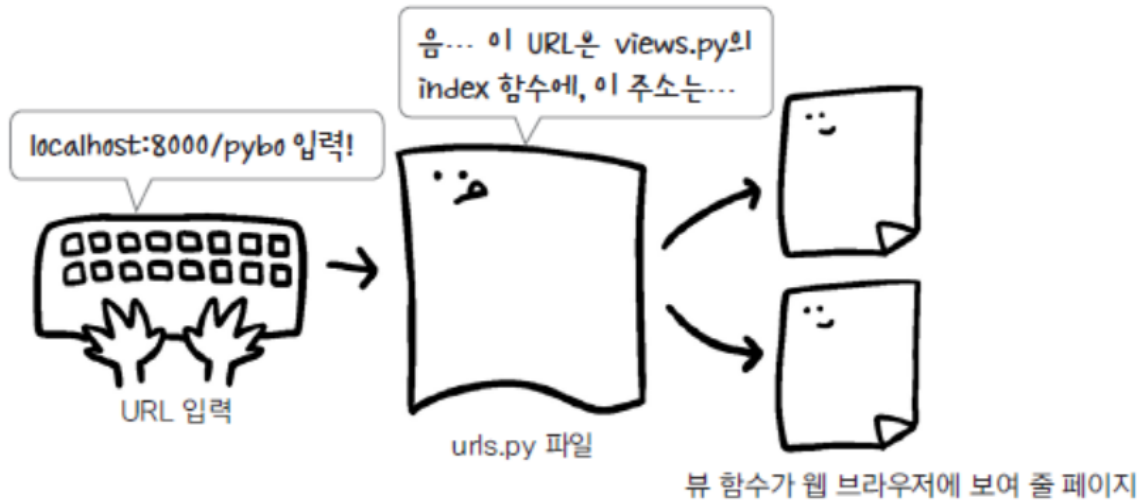 음… 이 URL은 views.py의
index 함수에, 이 주소는…
localhost:8000/pybo 입력!
URL 입력
urls.py 파일
뷰 함수가 웹 브라우저에 보여 줄 페이지